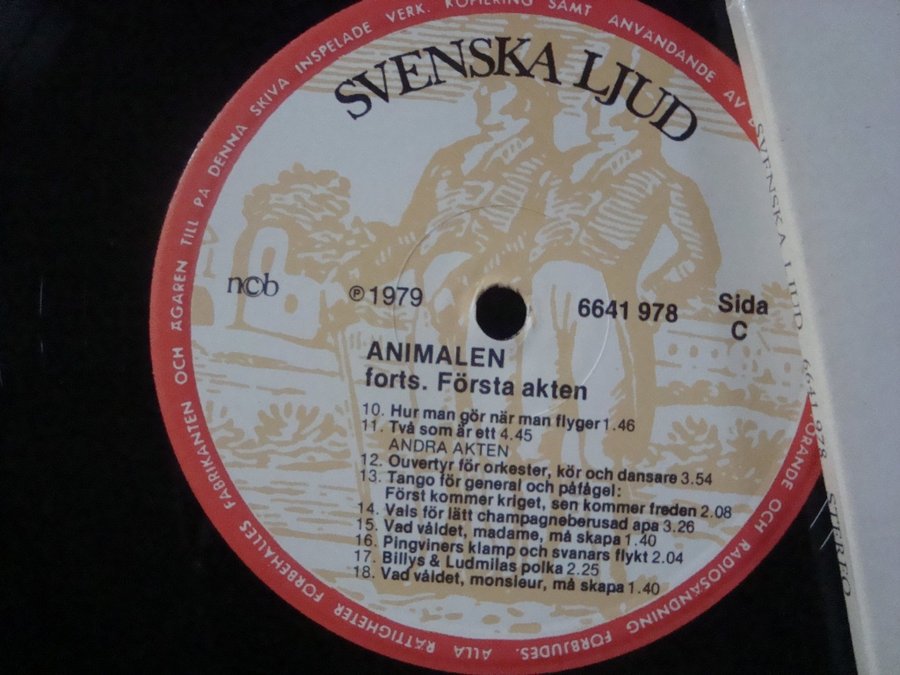 SVENSKA LJUD
ncb
℗ 1979
6641 978
Sida
C
ANIMALEN
forts. Första akten
10. Hur man gör när man flyger 1.46
11. Två som är ett 4.45
ANDRA AKTEN
12. Ouvertyr för orkester, kör och dansare 3.54
13. Tango för general och påfågel:
Först kommer kriget, sen kommer freden 2.08
14. Vals för lätt champagneberusad apa 3.26
15. Vad våldet, madame, må skapa 1.40
16. Pingviners klamp och svanars flykt 2.04
17. Billys & Ludmilas polka 2.25
18. Vad våldet, monsieur, må skapa 1.40
ALLA RÄTTIGHETER FÖRBEHÅLLES FABRIKANTEN OCH ÄGAREN TILL PÅ DENNA SKIVA INSPELADE VERK. KOPIERING SAMT ANVÄNDANDE AV
FÖRANDE OCH RADIOSÄNDNING FÖRBJUDES.
SVENSKA LJUD 6641 978 STEREO